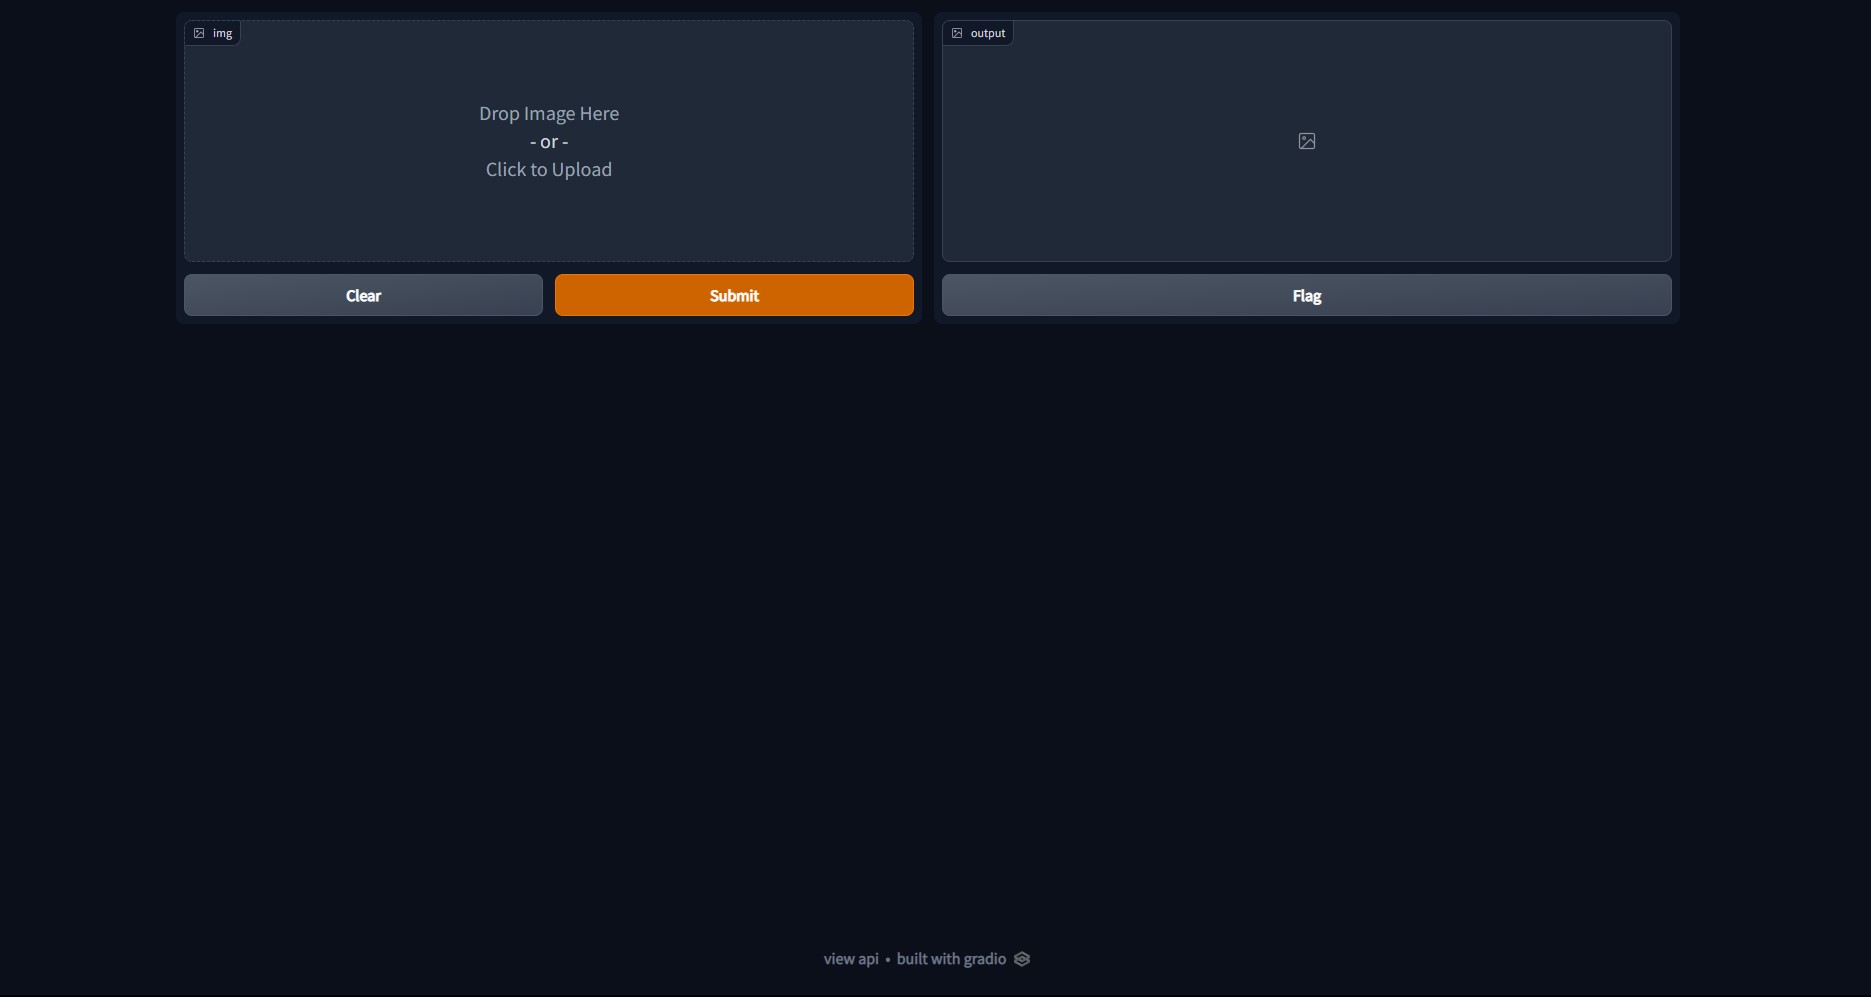 img
Drop Image Here
- or -
Click to Upload
Clear
Submit
output
Flag
view api • built with gradio